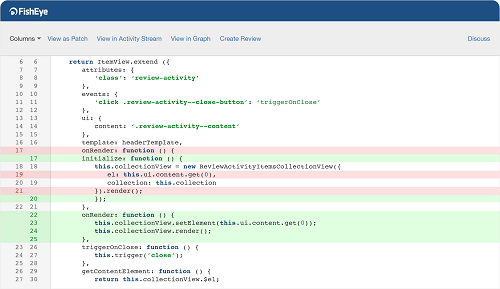 FishEye
Columns View as Patch View in Activity Stream View in Graph Create Review Discuss
6 6 return ItemView.extend ({
7 7 attributes: {
8 8 'class': 'review-activity'
9 9 },
10 10 events: {
11 11 'click .review-activity--close-button': 'triggerOnClose'
12 12 },
13 13 ui: {
14 14 content: '.review-activity--content'
15 15 },
16 16 template: headerTemplate,
17 onRender: function () {
17 initialize: function () {
18 18 this.collectionView = new ReviewActivityItemsCollectionView({
19 el: this.ui.content.get(0),
20 19 collection: this.collection
21 }).render();
20 });
22 21 },
22 onRender: function () {
23 this.collectionView.setElement(this.ui.content.get(0));
24 this.collectionView.render();
25 },
23 26 triggerOnClose: function () {
24 27 this.trigger('close');
25 28 },
26 29 getContentElement: function () {
27 30 return this.collectionView.$el;